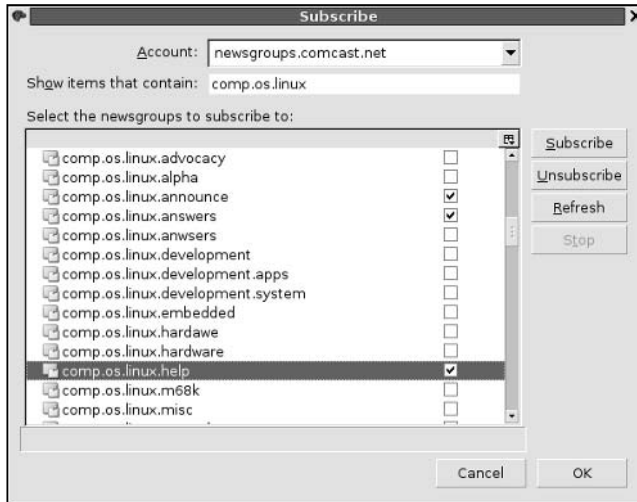 Subscribe
Account: newsgroups.comcast.net
Show items that contain: comp.os.linux
Select the newsgroups to subscribe to:
comp.os.linux.advocacy
comp.os.linux.alpha
comp.os.linux.announce
comp.os.linux.answers
comp.os.linux.anwsers
comp.os.linux.development
comp.os.linux.development.apps
comp.os.linux.development.system
comp.os.linux.embedded
comp.os.linux.hardawe
comp.os.linux.hardware
comp.os.linux.help
comp.os.linux.m68k
comp.os.linux.misc
Subscribe
Unsubscribe
Refresh
Stop
Cancel
OK